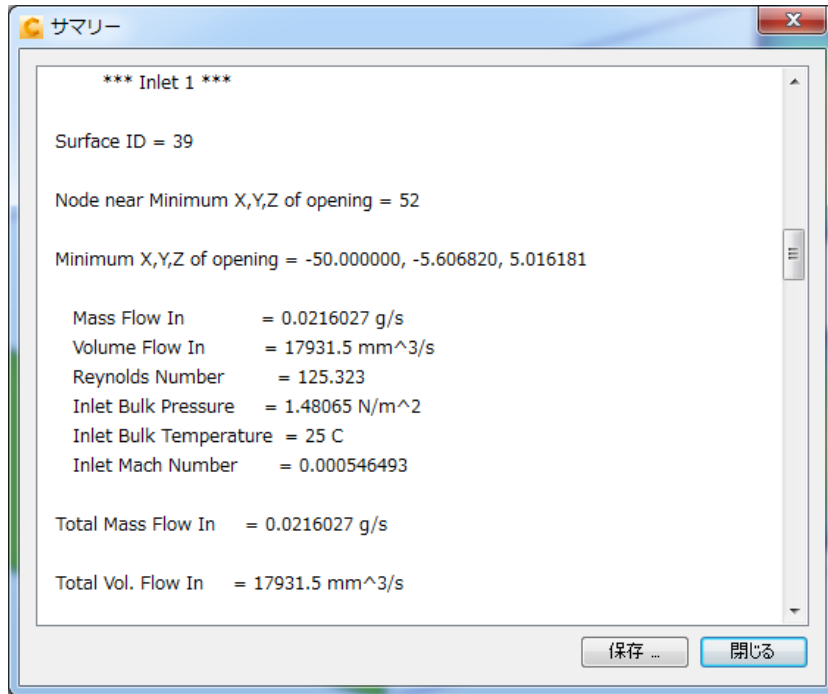 サマリー
*** Inlet 1 ***
Surface ID = 39
Node near Minimum X,Y,Z of opening = 52
Minimum X,Y,Z of opening = -50.000000, -5.606820, 5.016181
Mass Flow In = 0.0216027 g/s
Volume Flow In = 17931.5 mm^3/s
Reynolds Number = 125.323
Inlet Bulk Pressure = 1.48065 N/m^2
Inlet Bulk Temperature = 25 C
Inlet Mach Number = 0.000546493
Total Mass Flow In = 0.0216027 g/s
Total Vol. Flow In = 17931.5 mm^3/s
保存 ...
閉じる